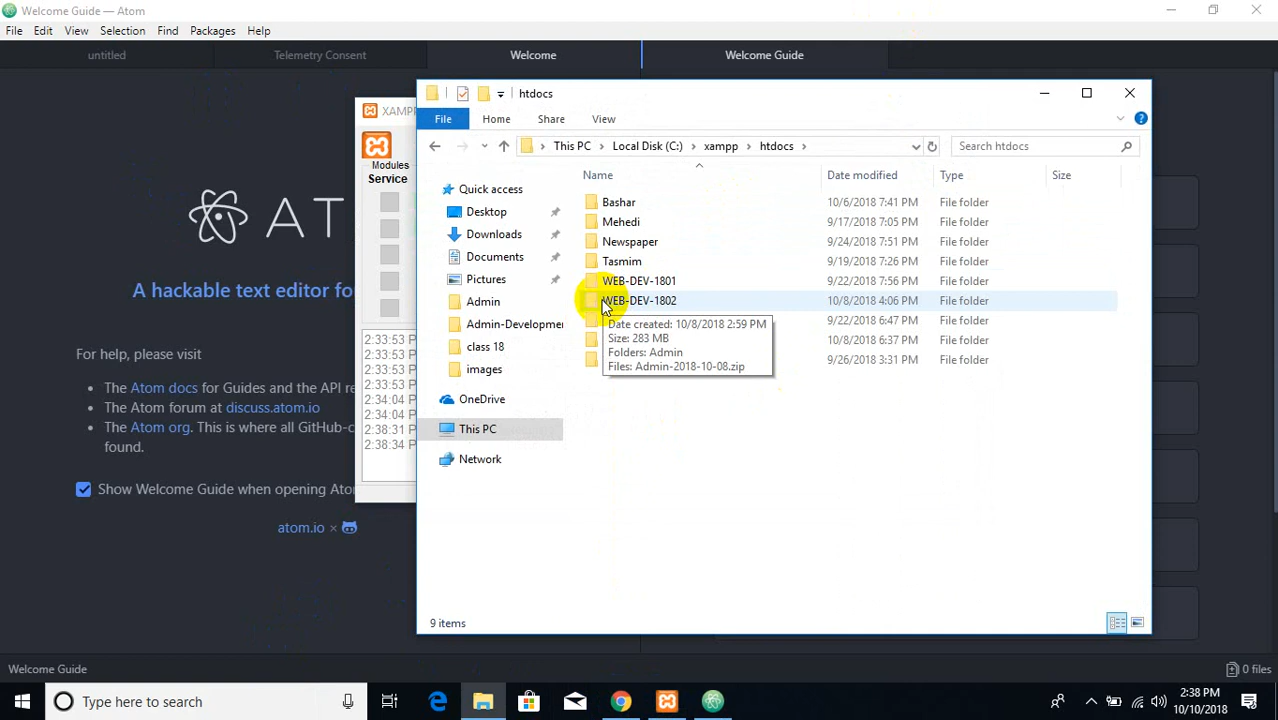 Welcome Guide — Atom
File Edit View Selection Find Packages Help
untitled Telemetry Consent Welcome Welcome Guide
htdocs
XAMPP
File Home Share View
This PC Local Disk (C:) xampp htdocs
Search htdocs
Modules
Service
Name Date modified Type Size
Quick access
Desktop
Downloads
Documents
Pictures
Admin
Admin-Developme
class 18
images
OneDrive
This PC
Network
Bashar 10/6/2018 7:41 PM File folder
Mehedi 9/17/2018 7:05 PM File folder
Newspaper 9/24/2018 7:51 PM File folder
Tasmim 9/19/2018 7:26 PM File folder
WEB-DEV-1801 9/22/2018 7:56 PM File folder
WEB-DEV-1802 10/8/2018 4:06 PM File folder
9/22/2018 6:47 PM File folder
10/8/2018 6:37 PM File folder
9/26/2018 3:31 PM File folder
Date created: 10/8/2018 2:59 PM
Size: 283 MB
Folders: Admin
Files: Admin-2018-10-08.zip
9 items
AT
A hackable text editor fo
For help, please visit
• The Atom docs for Guides and the API re
• The Atom forum at discuss.atom.io
• The Atom org. This is where all GitHub-c
found.
Show Welcome Guide when opening Ato
atom.io ×
2:33:53 P
2:33:53 P
2:33:53 P
2:33:53 P
2:34:04 P
2:34:04 P
2:38:31 P
2:38:34 P
Welcome Guide
0 files
Type here to search
2:38 PM
10/10/2018